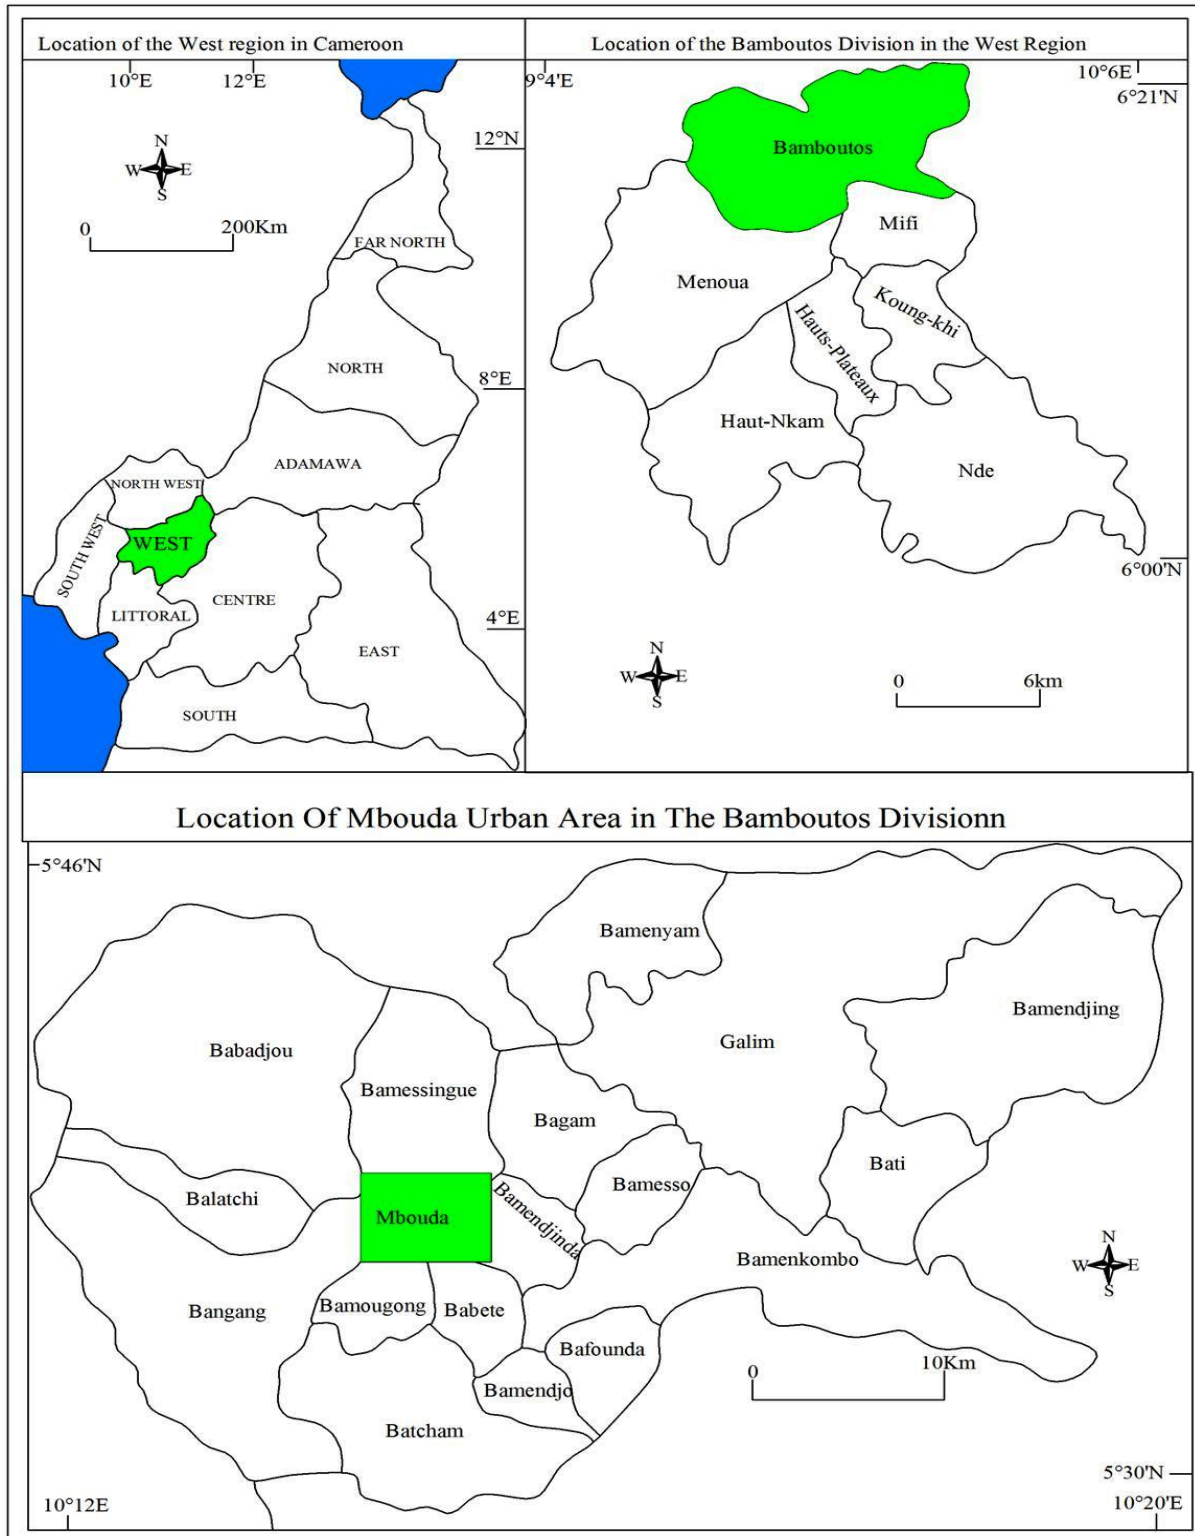 Location of the West region in Cameroon
10°E
12°E
12°N
N
W
E
S
0
200Km
FAR NORTH
NORTH
8°E
ADAMAWA
NORTH WEST
SOUTH WEST
WEST
CENTRE
LITTORAL
4°E
EAST
SOUTH
Location of the Bamboutos Division in the West Region
9°4'E
10°6E
6°21'N
Bamboutos
Mifi
Menoua
Koung-khi
Hauts-Plateaux
Haut-Nkam
Nde
6°00'N
N
W
E
S
0
6km
Location Of Mbouda Urban Area in The Bamboutos Divisionn
5°46'N
Bamenyam
Bamendjing
Galim
Babadjou
Bamessingue
Bagam
Bati
Bamesso
Balatchi
Bamendjinda
Mbouda
Bamenkombo
N
W
E
S
Bangang
Bamougong
Babete
Bafounda
0
10Km
Bamendjo
Batcham
5°30'N
10°12E
10°20'E